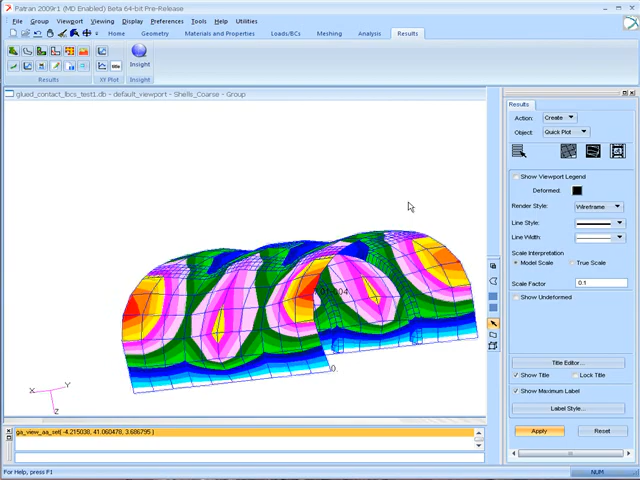 Patran 2009r1 (MD Enabled) Beta 64-bit Pre-Release
File Group Viewport Viewing Display Preferences Tools Help Utilities
Home Geometry Materials and Properties Loads/BCs Meshing Analysis Results
Insight
Results XY Plot Insight
glued_contact_lbcs_test1.db - default_viewport - Shells_Coarse - Group
Results
Action: Create
Object: Quick Plot
Show Viewport Legend
Deformed:
Render Style: Wireframe
Line Style:
Line Width:
Scale Interpretation
Model Scale True Scale
Scale Factor 0.1
Show Undeformed
0.
X Y Z
Title Editor...
Show Title Lock Title
Show Maximum Label
Label Style...
Apply Reset
ga_view_aa_set( -4.215038, 41.060478, 3.686795 )
For Help, press F1
NUM